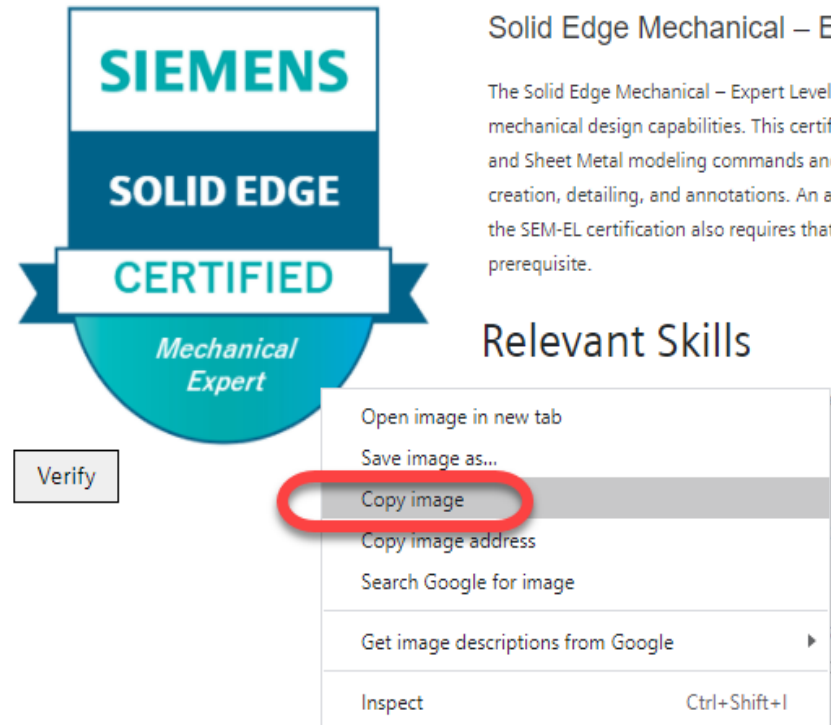 SIEMENS
SOLID EDGE
CERTIFIED
Mechanical
Expert
Verify
Solid Edge Mechanical –
The Solid Edge Mechanical – Expert Level
mechanical design capabilities. This
and Sheet Metal modeling commands
creation, detailing, and annotations. An
the SEM-EL certification also requires
prerequisite.
Relevant Skills
Open image in new tab
Save image as...
Copy image
Copy image address
Search Google for image
Get image descriptions from Google
Inspect Ctrl+Shift+I